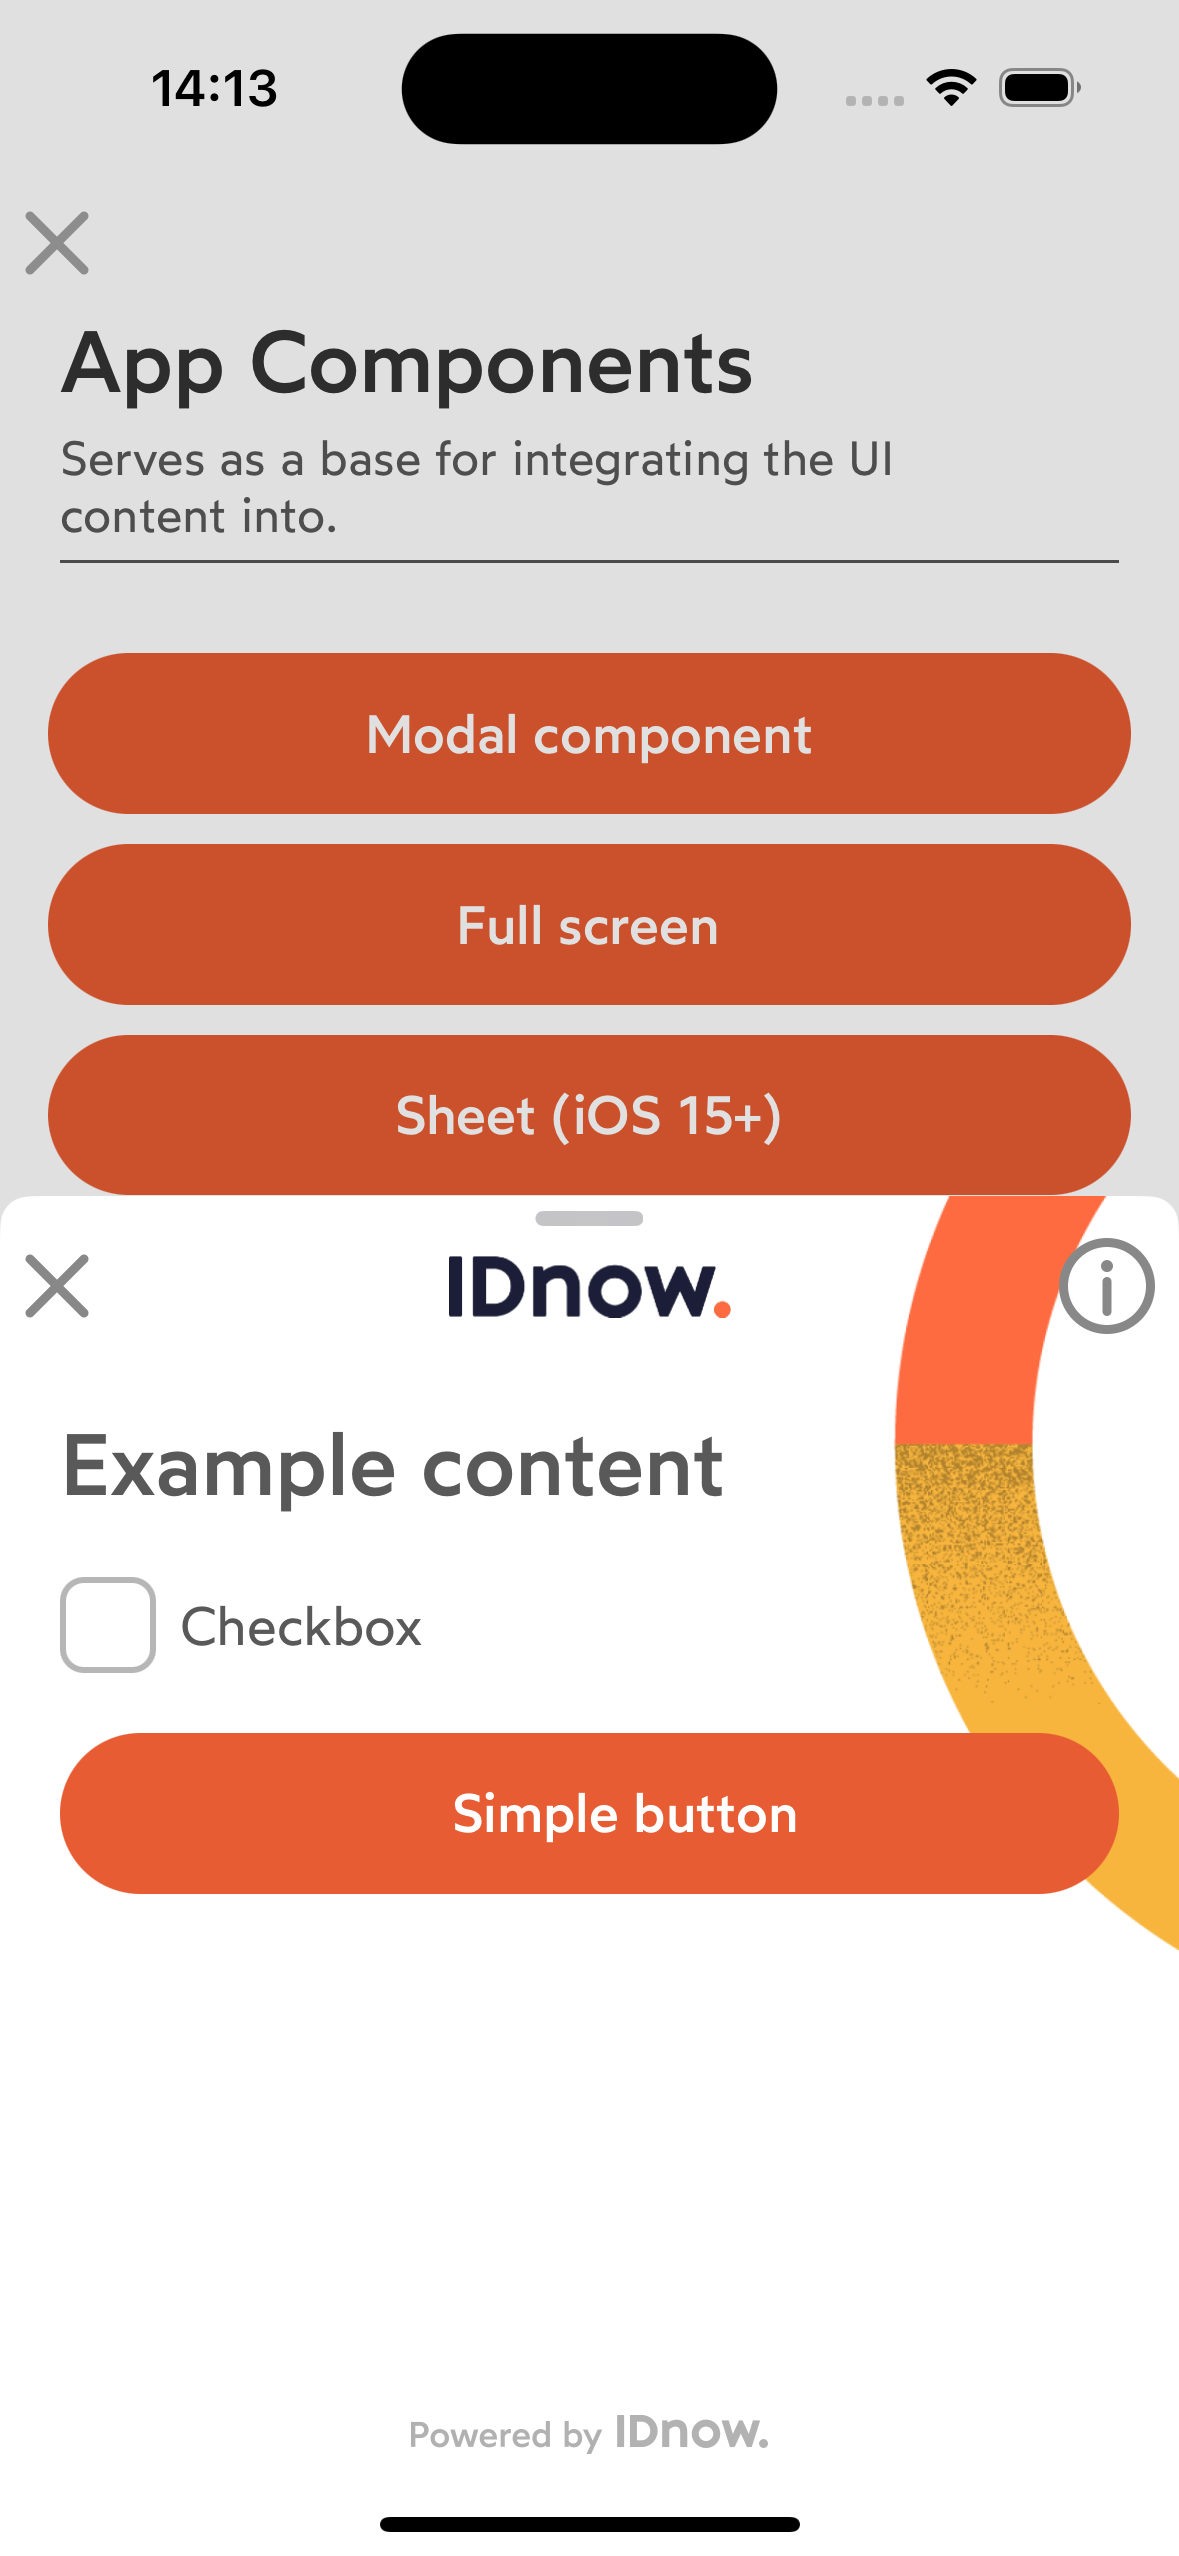 14:13
App Components
Serves as a base for integrating the UI
content into.
Modal component
Full screen
Sheet (iOS 15+)
IDnow.
Example content
Checkbox
Simple button
Powered by IDnow.